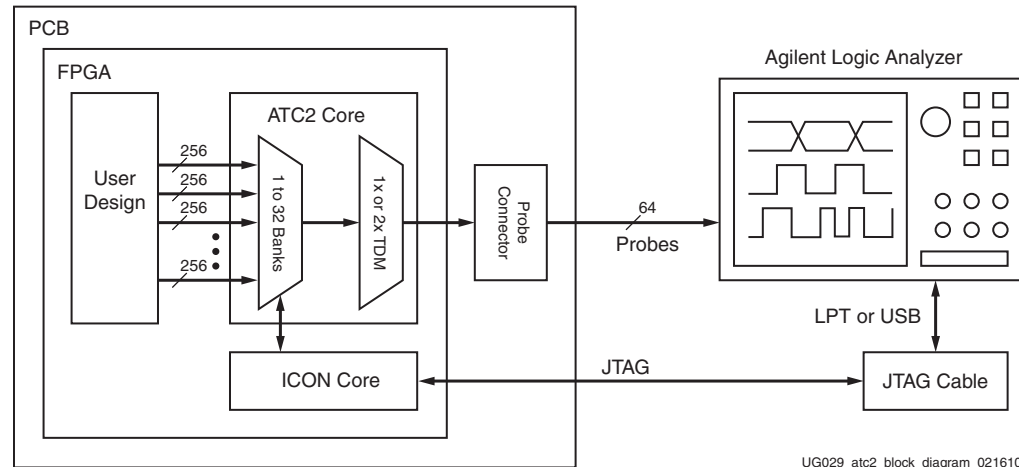 PCB
FPGA
Agilent Logic Analyzer
ATC2 Core
User
Design
256
256
256
256
1 to 32 Banks
1x or 2x TDM
Probe
Connector
64
Probes
LPT or USB
ICON Core
JTAG
JTAG Cable
UG029_atc2_block_diagram_021610